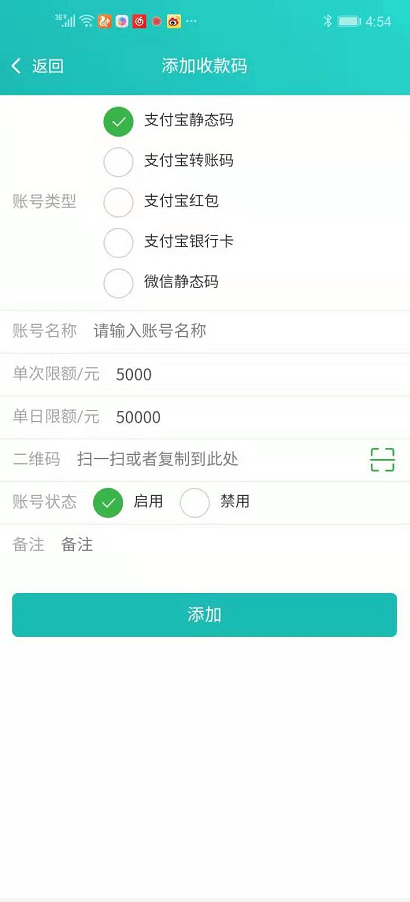 4:54
返回
添加收款码
账号类型
支付宝静态码
支付宝转账码
支付宝红包
支付宝银行卡
微信静态码
账号名称 请输入账号名称
单次限额/元 5000
单日限额/元 50000
二维码 扫一扫或者复制到此处
账号状态 启用 禁用
备注 备注
添加